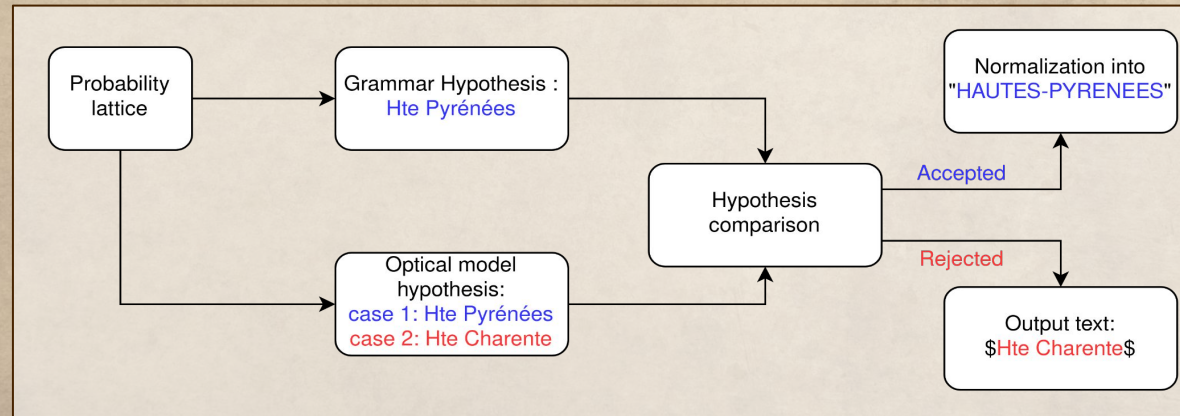 Probability
lattice
Grammar Hypothesis :
Hte Pyrénées
Optical model
hypothesis:
case 1: Hte Pyrénées
case 2: Hte Charente
Hypothesis
comparison
Accepted
Rejected
Normalization into
"HAUTES-PYRENEES"
Output text:
$Hte Charente$